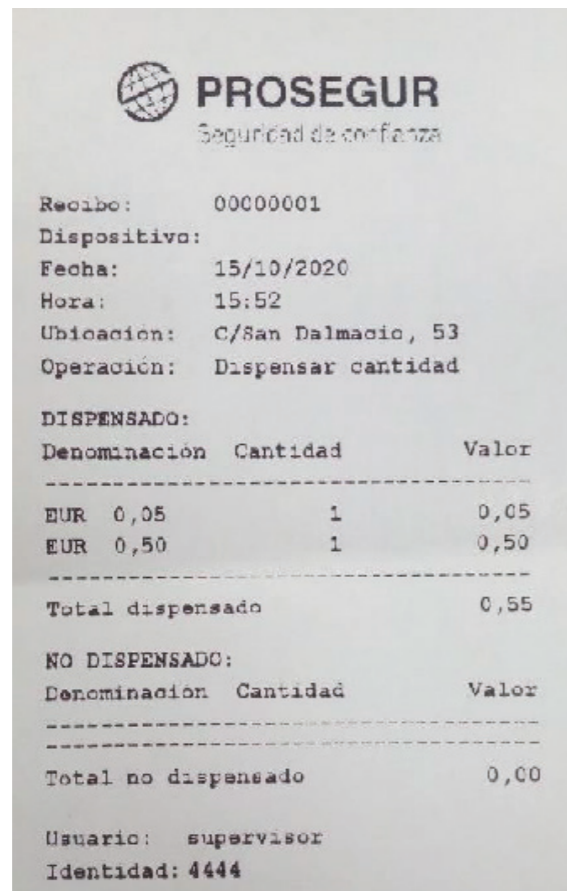 PROSEGUR
Seguridad de confianza
Recibo: 00000001
Dispositivo:
Fecha: 15/10/2020
Hora: 15:52
Ubicación: C/San Dalmacio, 53
Operación: Dispensar cantidad
DISPENSADO:
Denominación Cantidad Valor
EUR 0,05 1 0,05
EUR 0,50 1 0,50
Total dispensado 0,55
NO DISPENSADO:
Denominación Cantidad Valor
Total no dispensado 0,00
Usuario: supervisor
Identidad: 4444